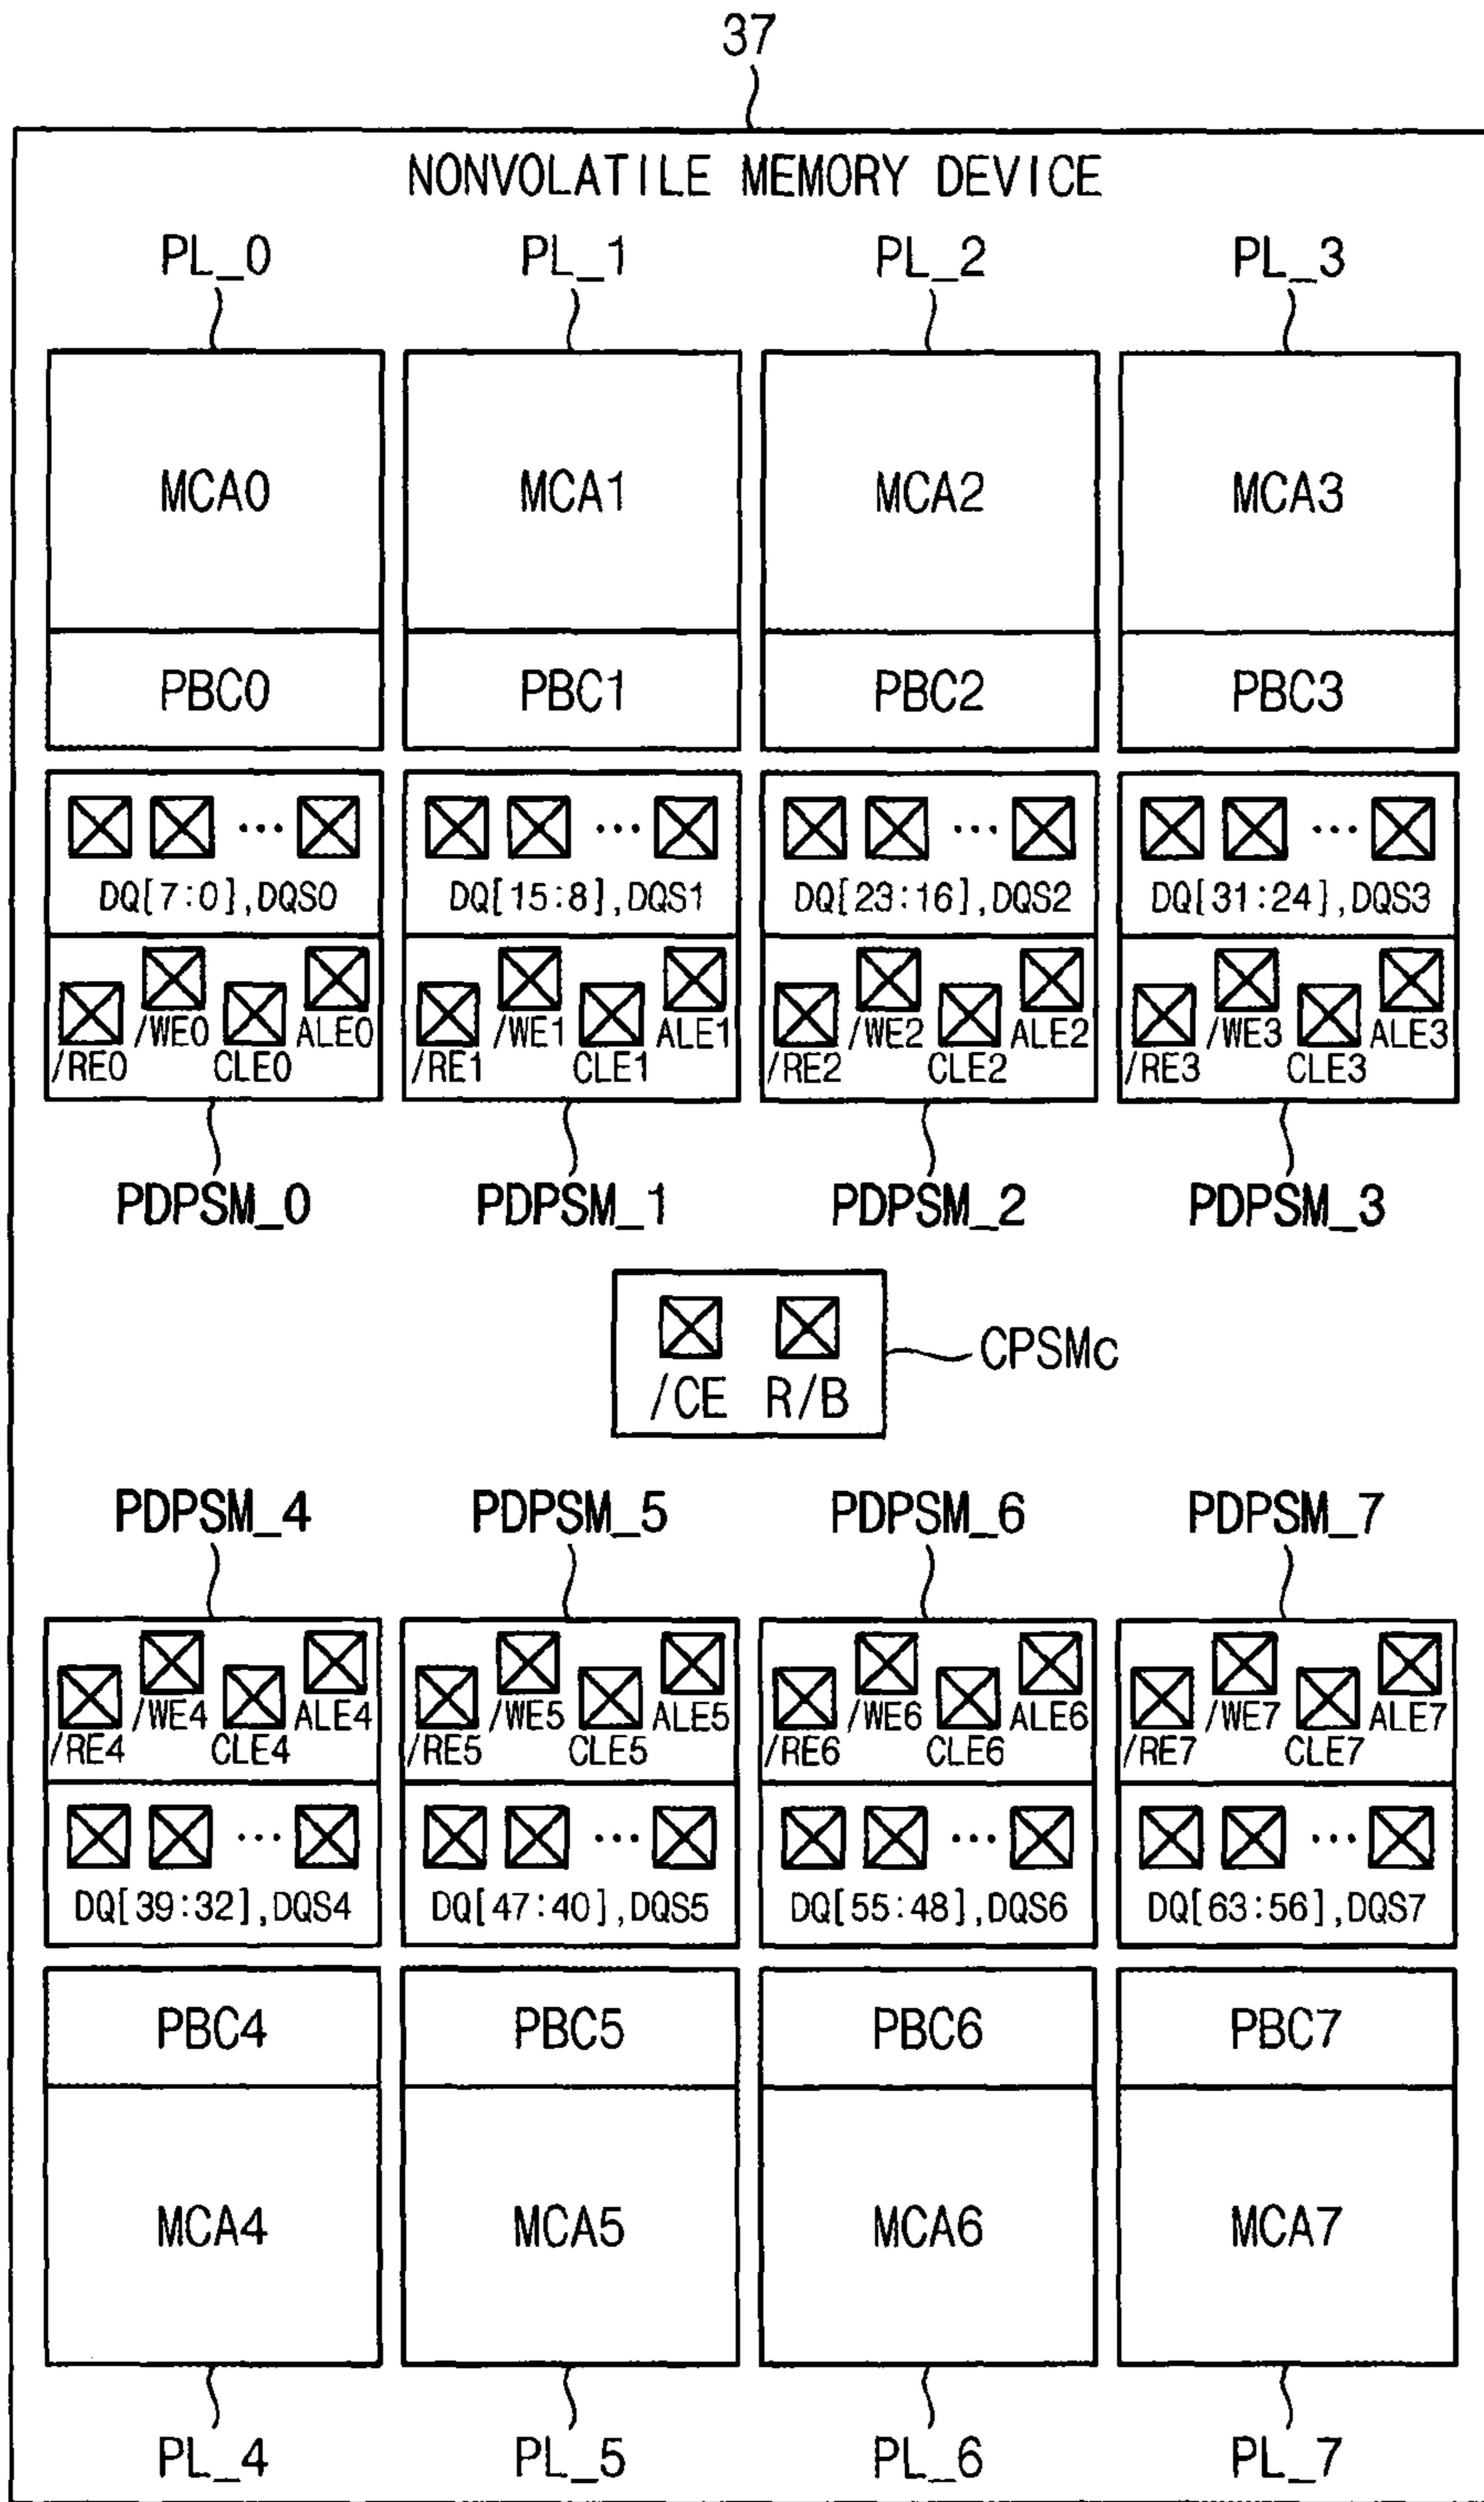 37
NONVOLATILE MEMORY DEVICE
PL_0 PL_1 PL_2 PL_3
MCA0 MCA1 MCA2 MCA3
PBC0 PBC1 PBC2 PBC3
... ... ... ...
DQ[7:0],DQS0 DQ[15:8],DQS1 DQ[23:16],DQS2 DQ[31:24],DQS3
/WE0 ALE0 /WE1 ALE1 /WE2 ALE2 /WE3 ALE3
/RE0 CLE0 /RE1 CLE1 /RE2 CLE2 /RE3 CLE3
PDPSM_0 PDPSM_1 PDPSM_2 PDPSM_3
CPSMc
/CE R/B
PDPSM_4 PDPSM_5 PDPSM_6 PDPSM_7
/WE4 ALE4 /WE5 ALE5 /WE6 ALE6 /WE7 ALE7
/RE4 CLE4 /RE5 CLE5 /RE6 CLE6 /RE7 CLE7
... ... ... ...
DQ[39:32],DQS4 DQ[47:40],DQS5 DQ[55:48],DQS6 DQ[63:56],DQS7
PBC4 PBC5 PBC6 PBC7
MCA4 MCA5 MCA6 MCA7
PL_4 PL_5 PL_6 PL_7